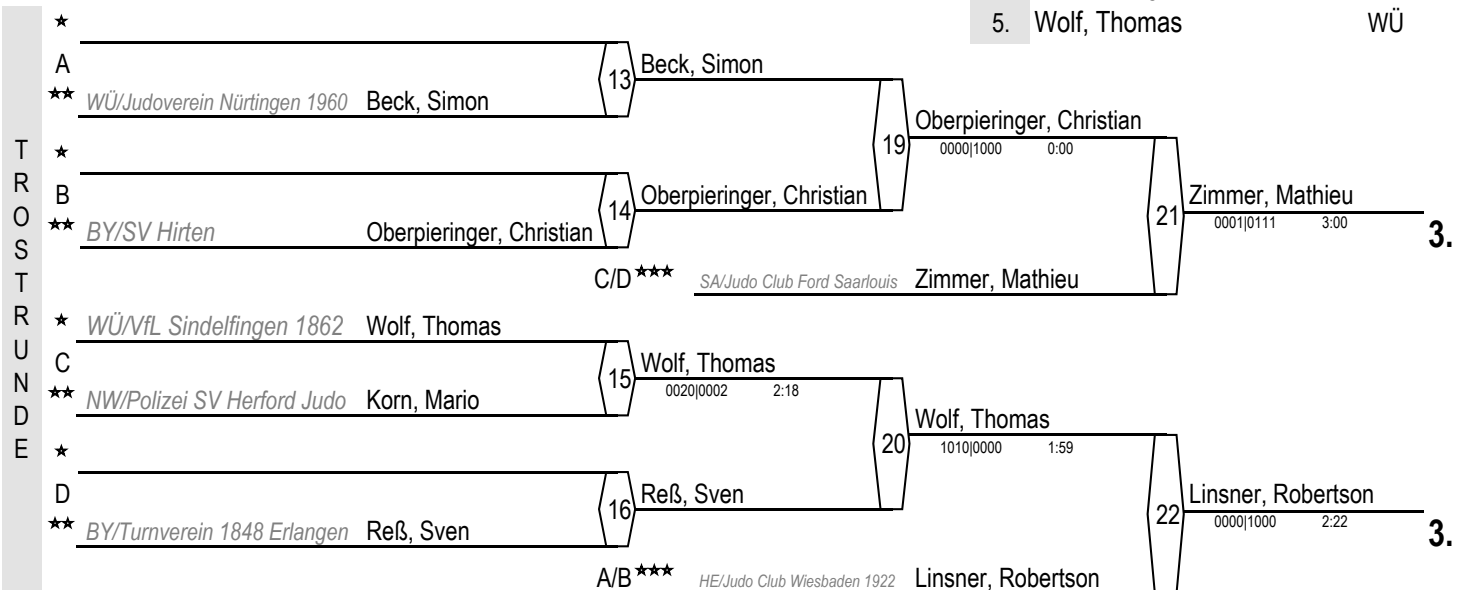 5. Wolf, Thomas WÜ
TROSTRUNDE
★
A
★★ WÜ/Judoverein Nürtingen 1960 Beck, Simon
13 Beck, Simon
★
B
★★ BY/SV Hirten Oberpieringer, Christian
14 Oberpieringer, Christian
19 Oberpieringer, Christian
0000|1000 0:00
C/D ★★★ SA/Judo Club Ford Saarlouis Zimmer, Mathieu
21 Zimmer, Mathieu
0001|0111 3:00
3.
★ WÜ/VfL Sindelfingen 1862 Wolf, Thomas
C
★★ NW/Polizei SV Herford Judo Korn, Mario
15 Wolf, Thomas
0020|0002 2:18
★
D
★★ BY/Turnverein 1848 Erlangen Reß, Sven
16 Reß, Sven
20 Wolf, Thomas
1010|0000 1:59
A/B ★★★ HE/Judo Club Wiesbaden 1922 Linsner, Robertson
22 Linsner, Robertson
0000|1000 2:22
3.